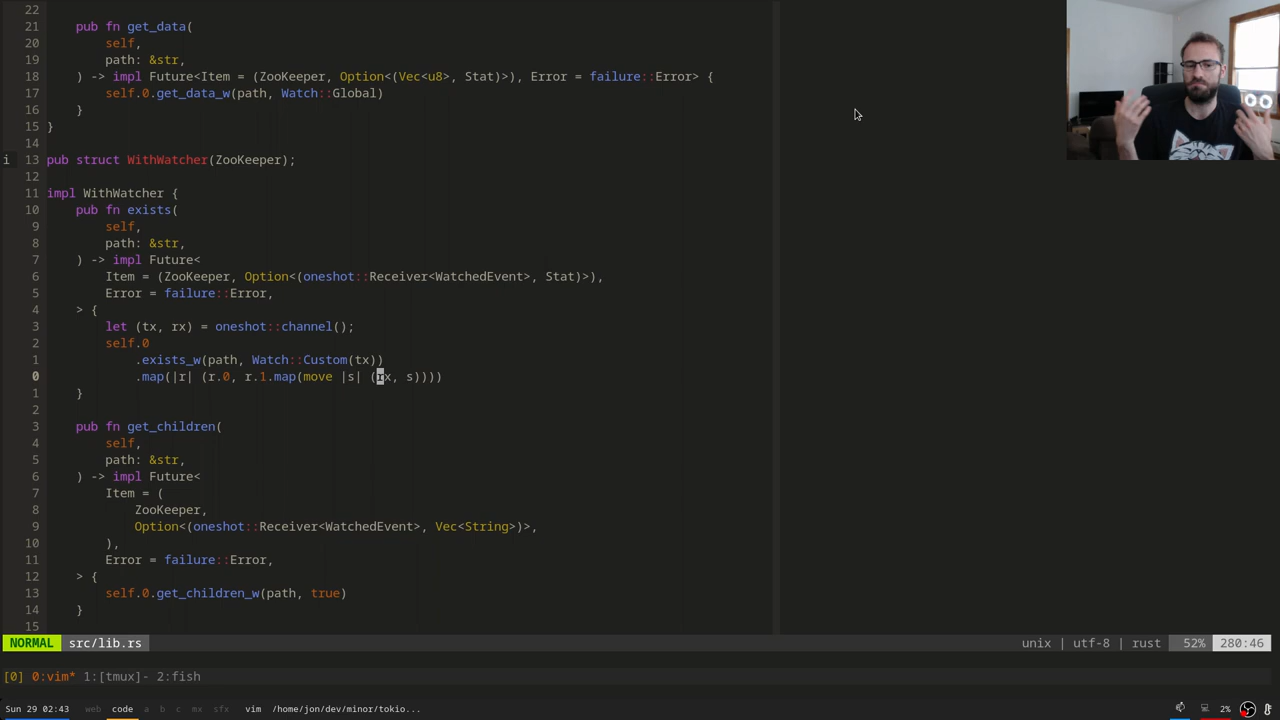 22
21     pub fn get_data(
20         self,
19         path: &str,
18     ) -> impl Future<Item = (ZooKeeper, Option<(Vec<u8>, Stat)>), Error = failure::Error> {
17         self.0.get_data_w(path, Watch::Global)
16     }
15 }
14
i 13 pub struct WithWatcher(ZooKeeper);
12
11 impl WithWatcher {
10     pub fn exists(
9         self,
8         path: &str,
7     ) -> impl Future<
6         Item = (ZooKeeper, Option<(oneshot::Receiver<WatchedEvent>, Stat)>),
5         Error = failure::Error,
4     > {
3         let (tx, rx) = oneshot::channel();
2         self.0
1             .exists_w(path, Watch::Custom(tx))
0             .map(|r| (r.0, r.1.map(move |s| (rx, s))))
1     }
2
3     pub fn get_children(
4         self,
5         path: &str,
6     ) -> impl Future<
7         Item = (
8             ZooKeeper,
9             Option<(oneshot::Receiver<WatchedEvent>, Vec<String>)>,
10         ),
11         Error = failure::Error,
12     > {
13         self.0.get_children_w(path, true)
14     }
15
NORMAL src/lib.rs unix | utf-8 | rust 52% 280:46
[0] 0:vim* 1:[tmux]- 2:fish
Sun 29 02:43 web code a b c mx sfx vim /home/jon/dev/minor/tokio... 2%